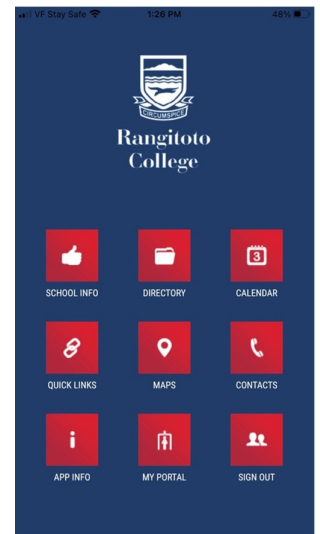 VF Stay Safe 1:26 PM 48%
CIRCUMSPICE
Rangitoto
College
3
SCHOOL INFO DIRECTORY CALENDAR
QUICK LINKS MAPS CONTACTS
i
APP INFO MY PORTAL SIGN OUT